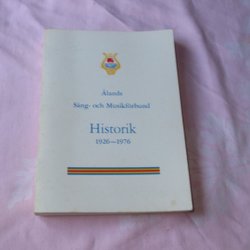 Ålands
Sång- och Musikförbund
Historik
1926—1976